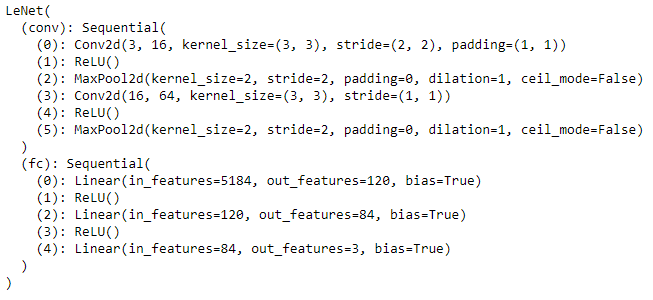 LeNet(
  (conv): Sequential(
    (0): Conv2d(3, 16, kernel_size=(3, 3), stride=(2, 2), padding=(1, 1))
    (1): ReLU()
    (2): MaxPool2d(kernel_size=2, stride=2, padding=0, dilation=1, ceil_mode=False)
    (3): Conv2d(16, 64, kernel_size=(3, 3), stride=(1, 1))
    (4): ReLU()
    (5): MaxPool2d(kernel_size=2, stride=2, padding=0, dilation=1, ceil_mode=False)
  )
  (fc): Sequential(
    (0): Linear(in_features=5184, out_features=120, bias=True)
    (1): ReLU()
    (2): Linear(in_features=120, out_features=84, bias=True)
    (3): ReLU()
    (4): Linear(in_features=84, out_features=3, bias=True)
  )
)